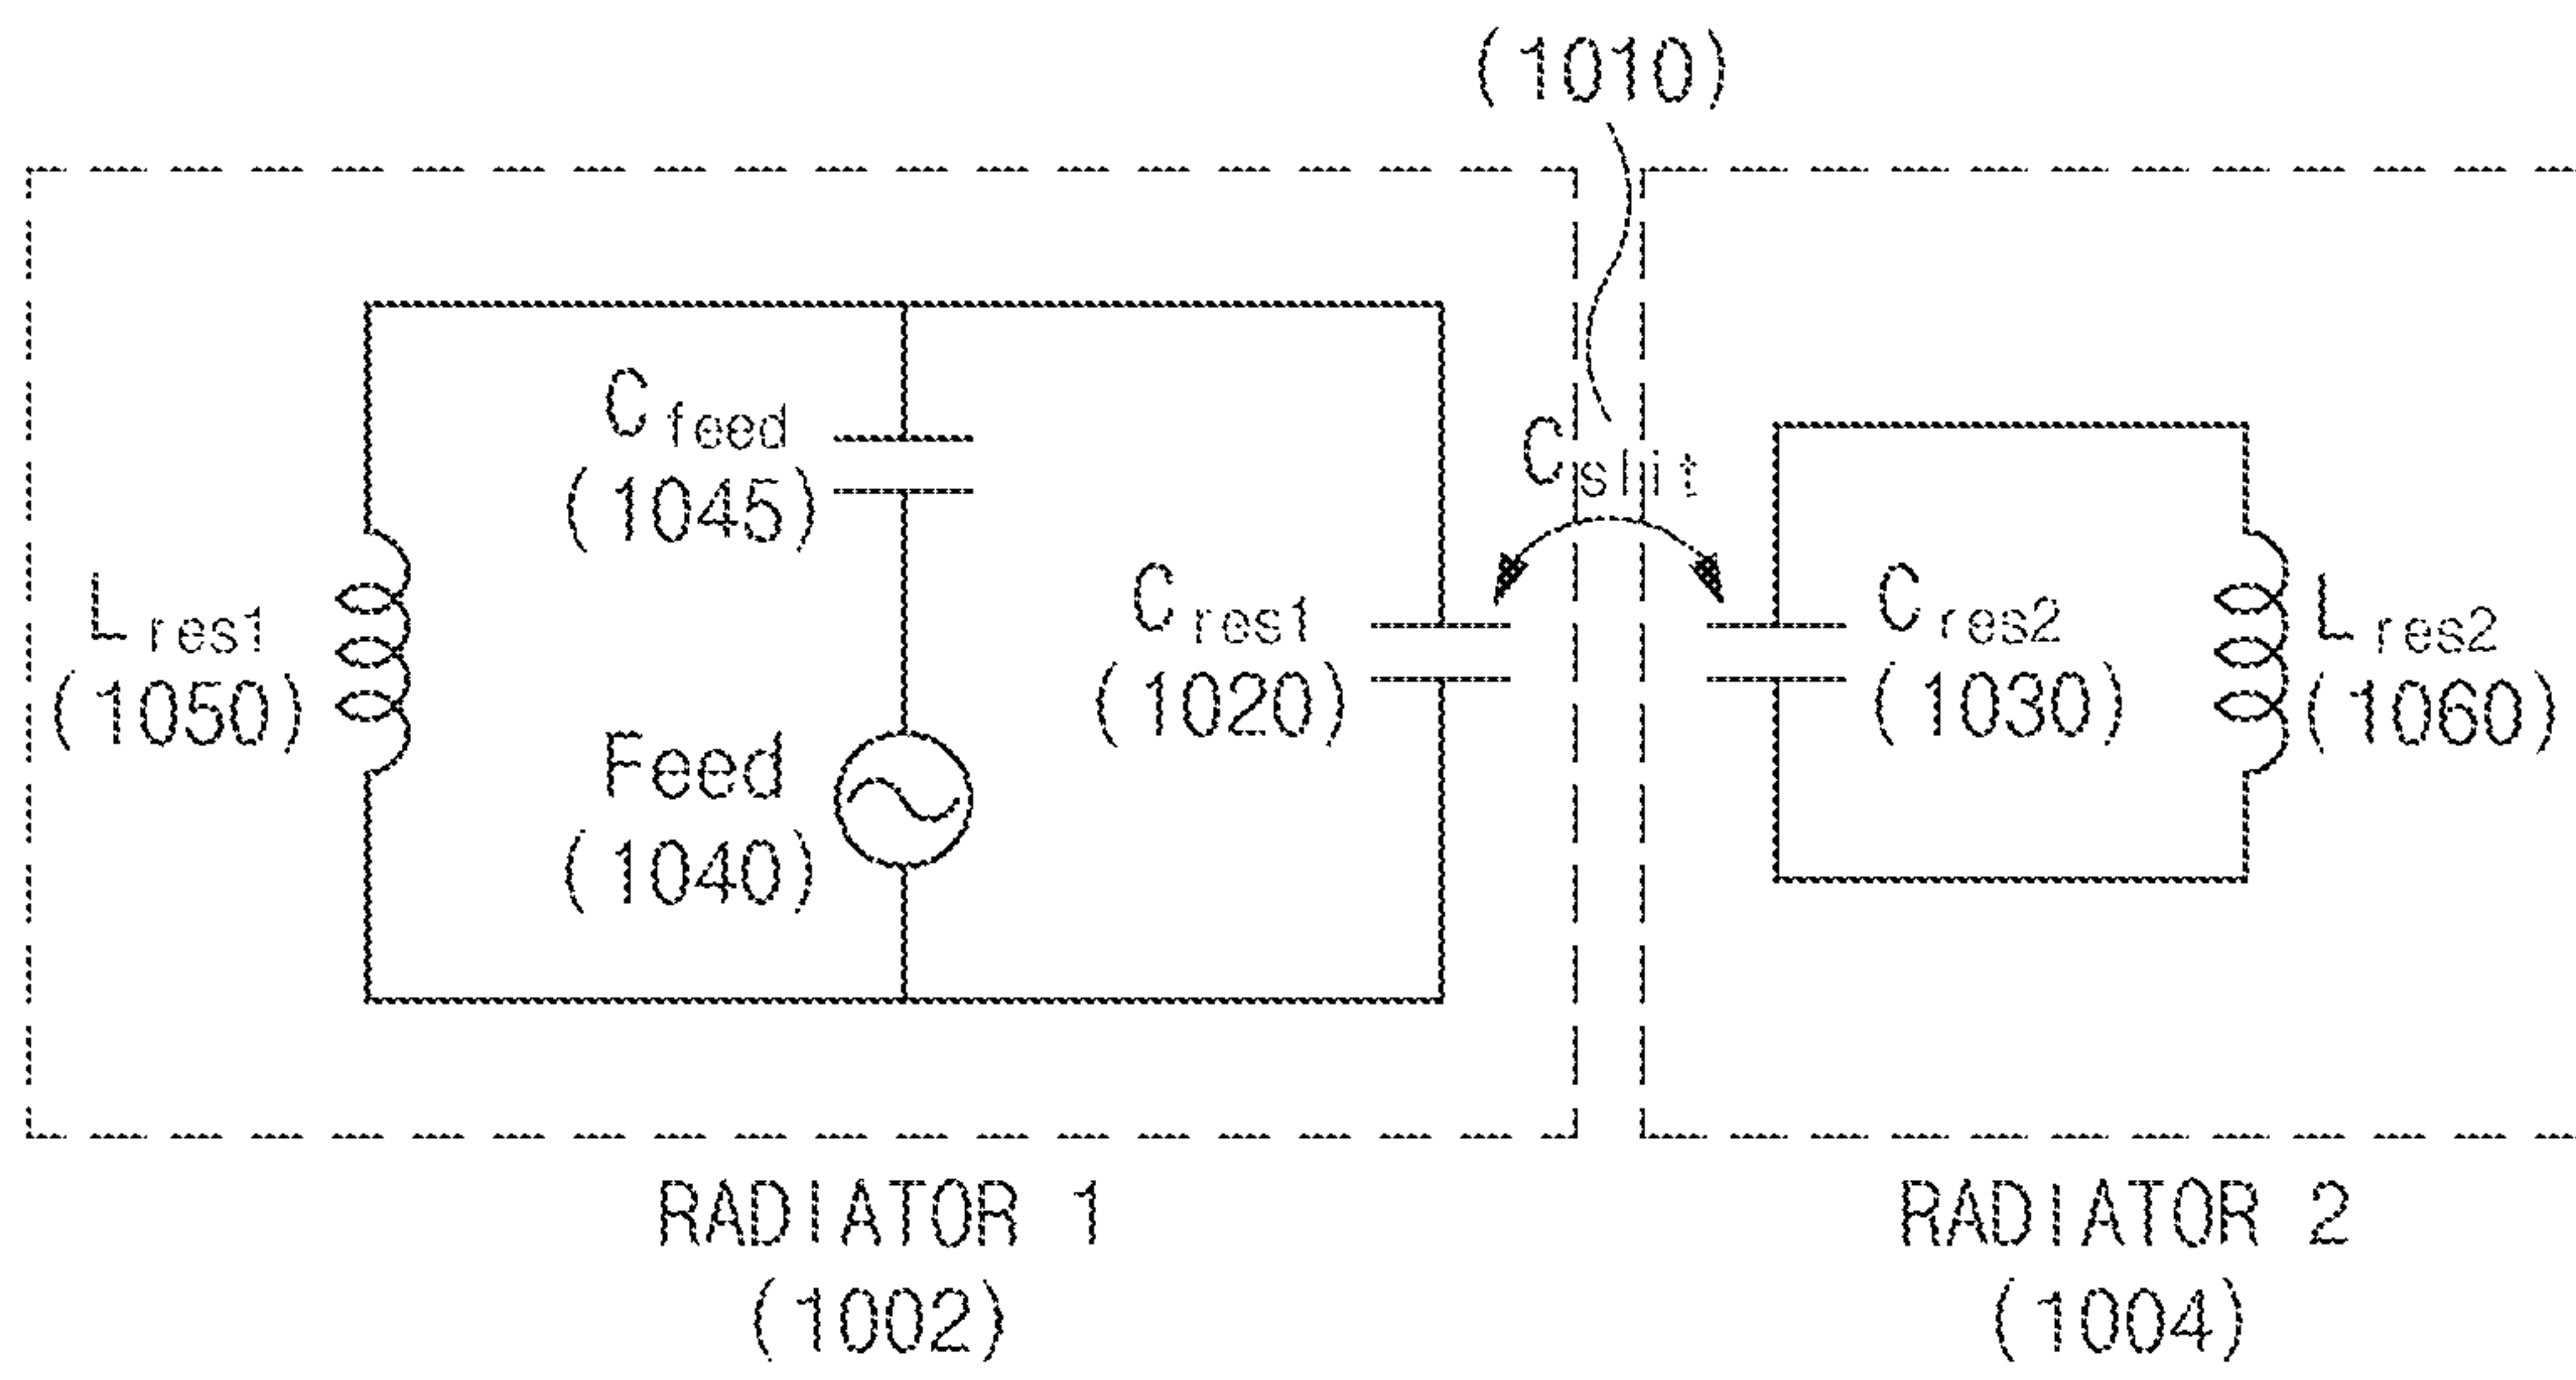 (1010)
C feed
(1045)
C slit
L res1
(1050)
C res1
(1020)
C res2
(1030)
L res2
(1060)
Feed
(1040)
RADIATOR 1
(1002)
RADIATOR 2
(1004)